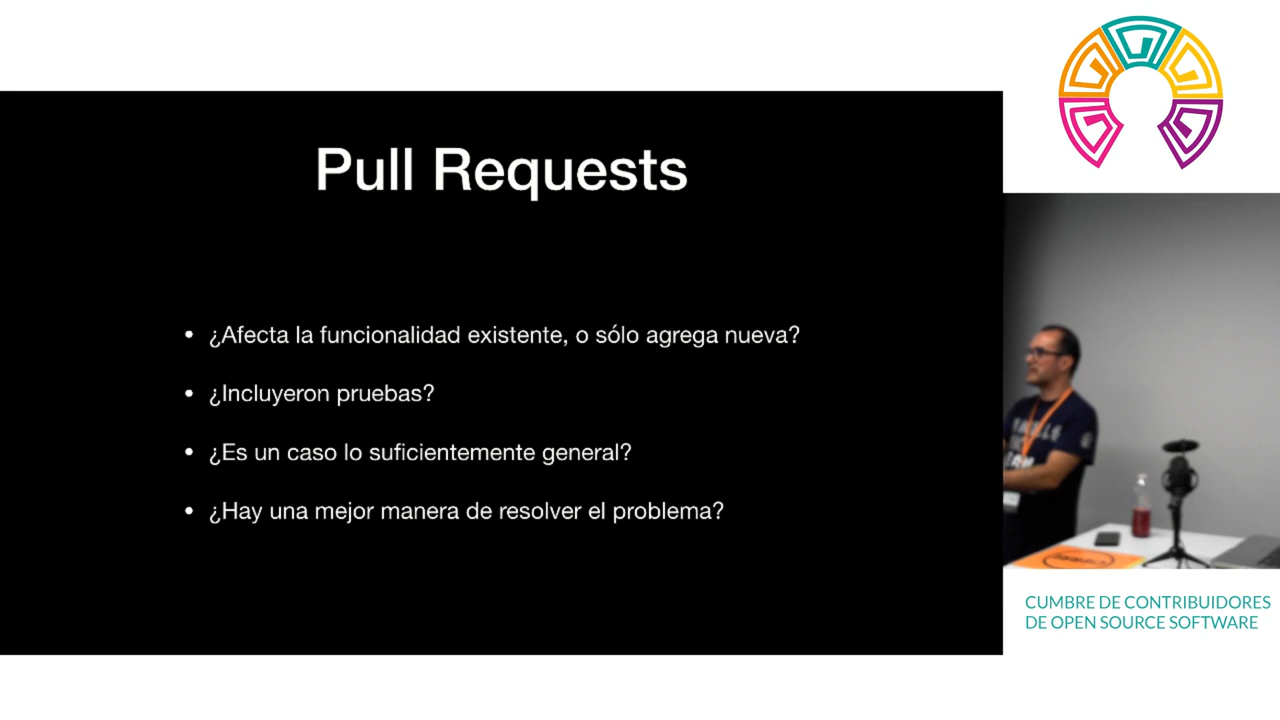 Pull Requests
• ¿Afecta la funcionalidad existente, o sólo agrega nueva?
• ¿Incluyeron pruebas?
• ¿Es un caso lo suficientemente general?
• ¿Hay una mejor manera de resolver el problema?
CUMBRE DE CONTRIBUIDORES
DE OPEN SOURCE SOFTWARE